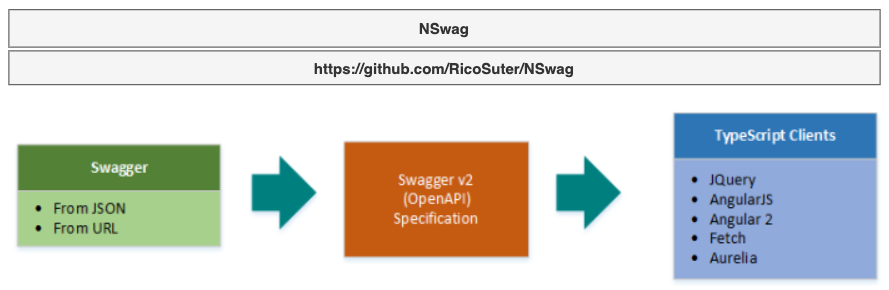 NSwag
https://github.com/RicoSuter/NSwag
Swagger
• From JSON
• From URL
Swagger v2
(OpenAPI)
Specification
TypeScript Clients
• JQuery
• AngularJS
• Angular 2
• Fetch
• Aurelia